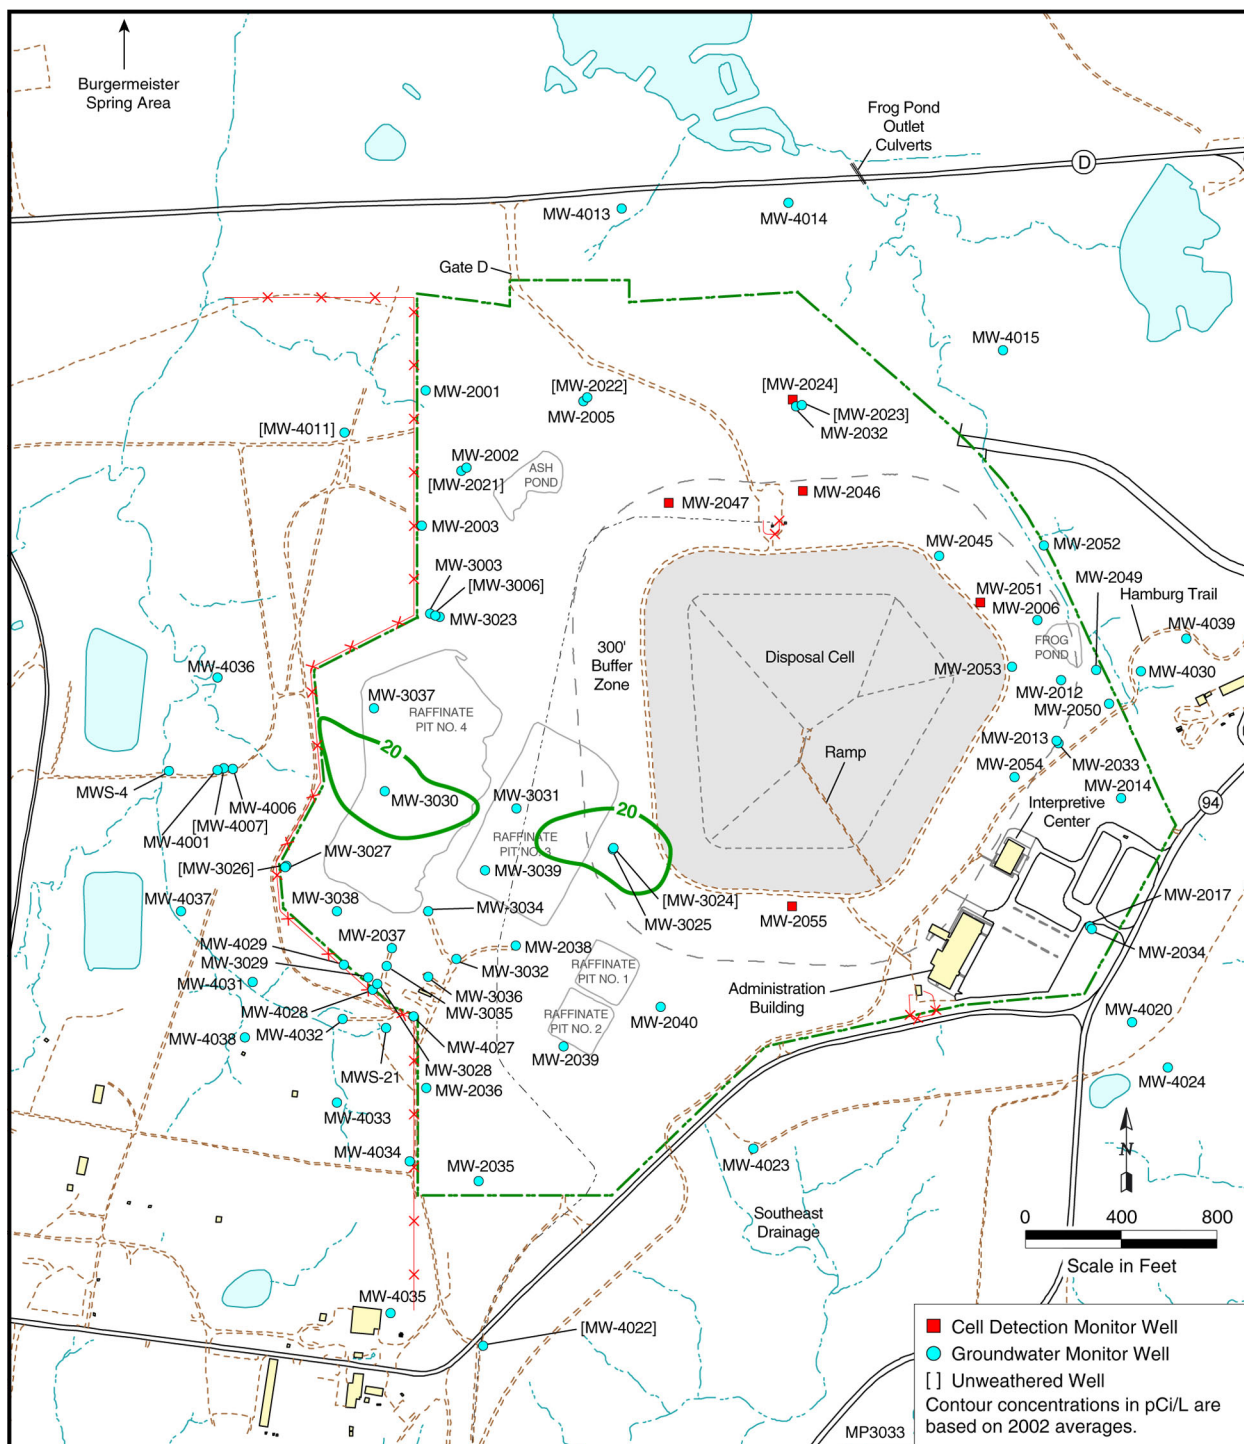 Burgermeister
Spring Area
Frog Pond
Outlet
Culverts
D
MW-4013
MW-4014
Gate D
MW-4015
MW-2001
[MW-2022]
MW-2005
[MW-2024]
[MW-2023]
MW-2032
[MW-4011]
MW-2002
[MW-2021]
ASH
POND
MW-2047
MW-2046
MW-2003
MW-2045
MW-2052
MW-3003
[MW-3006]
MW-3023
MW-2051
MW-2006
MW-2049
Hamburg Trail
MW-4039
300'
Buffer
Zone
Disposal Cell
FROG
POND
MW-2053
MW-4030
MW-4036
MW-2012
MW-2050
MW-3037
RAFFINATE
PIT NO. 4
20
Ramp
MW-2013
MW-2033
MW-2054
MW-2014
MWS-4
MW-4006
[MW-4007]
MW-4001
MW-3030
MW-3031
20
RAFFINATE
PIT NO. 3
Interpretive
Center
94
MW-3027
[MW-3026]
MW-3039
[MW-3024]
MW-3025
MW-4037
MW-3038
MW-3034
MW-2055
MW-2017
MW-2034
MW-2037
MW-2038
MW-4029
MW-3029
MW-4031
MW-3032
RAFFINATE
PIT NO. 1
MW-3036
MW-3035
Administration
Building
MW-4028
MW-4032
MW-4038
RAFFINATE
PIT NO. 2
MW-2040
MW-4020
MW-4027
MW-3028
MWS-21
MW-2039
MW-2036
MW-4024
MW-4033
MW-4034
MW-2035
MW-4023
N
Southeast
Drainage
0 400 800
Scale in Feet
MW-4035
[MW-4022]
Cell Detection Monitor Well
Groundwater Monitor Well
[ ] Unweathered Well
Contour concentrations in pCi/L are
based on 2002 averages.
MP3033